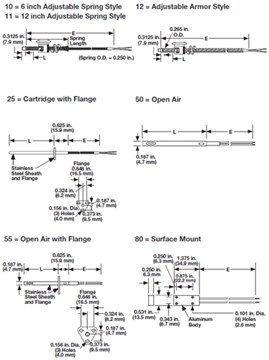 10 = 6 inch Adjustable Spring Style
11 = 12 inch Adjustable Spring Style
12 = Adjustable Armor Style
E
Spring
Length
0.3125 in.
(7.9 mm)
L
(Spring O.D. = 0.250 in.)
0.265 in.
O.D.
E
0.3125 in.
(7.9 mm)
L
25 = Cartridge with Flange
50 = Open Air
0.625 in.
(15.9 mm)
L
E
Stainless
Steel Sheath
and Flange
Flange
0.648 in.
(16.5 mm)
0.324 in.
(8.2 mm)
0.156 in. Dia.
(3) Holes
(4.0 mm)
0.187 in.
(4.7 mm)
0.373 in.
(9.5 mm)
L
E
0.187 in.
(4.7 mm)
55 = Open Air with Flange
80 = Surface Mount
0.187 in.
(4.7 mm)
0.625 in.
(15.9 mm)
L
E
Stainless
Steel Sheath
and Flange
Flange
0.648 in.
(16.5 mm)
0.324 in.
(8.2 mm)
0.187 in.
(4.7 mm)
0.156 in. Dia.
(3) Holes
(4.0 mm)
0.373 in.
(9.5 mm)
0.250 in.
(6.3 mm)
1.375 in.
(34.9 mm)
0.250 in.
6.3 mm)
0.875 in.
(22.2 mm)
E
0.531 in.
(13.5 mm)
0.343 in.
(8.7 mm)
Aluminum
Body
0.101 in. Dia.
(4) Holes
(2.6 mm)